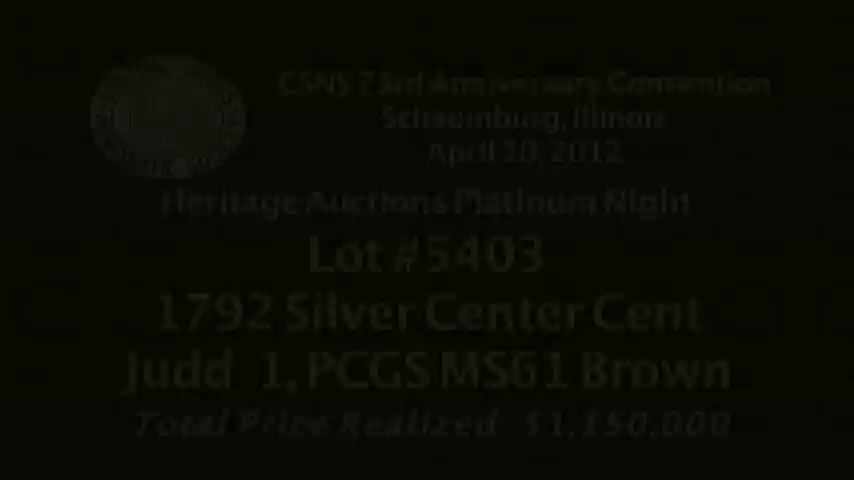 CSNS 73rd Anniversary Convention
Schaumburg, Illinois
April 20, 2012
Heritage Auctions Platinum Night
Lot #5403
1792 Silver Center Cent
Judd 1, PCGS MS61 Brown
Total Price Realized $1,150,000